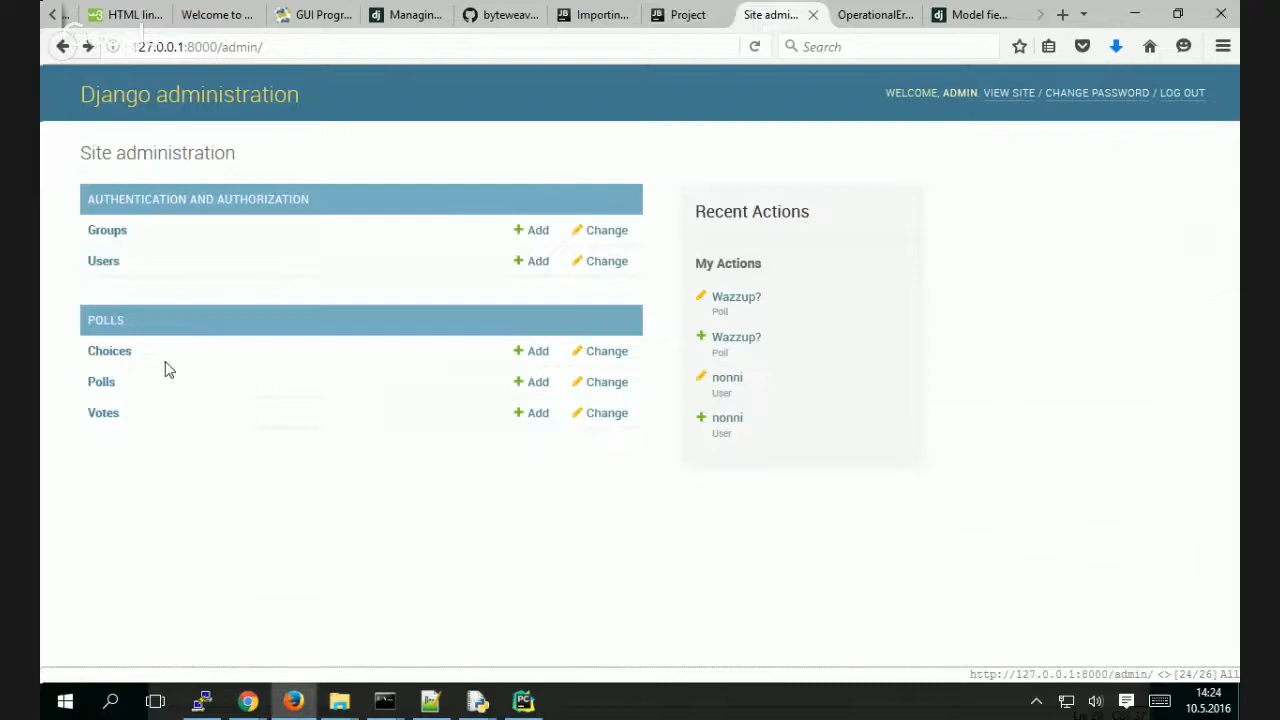 HTML lin...
Welcome to ...
GUI Progr...
Managin...
byteweav...
Importin...
Project
Site admi...
OperationalEr...
Model fie...
127.0.0.1:8000/admin/
Search
Django administration
WELCOME, ADMIN. VIEW SITE / CHANGE PASSWORD / LOG OUT
Site administration
AUTHENTICATION AND AUTHORIZATION
Groups Add Change
Users Add Change
POLLS
Choices Add Change
Polls Add Change
Votes Add Change
Recent Actions
My Actions
Wazzup?
Poll
Wazzup?
Poll
nonni
User
nonni
User
http://127.0.0.1:8000/admin/ <> [24/26] All
14:24
10.5.2016